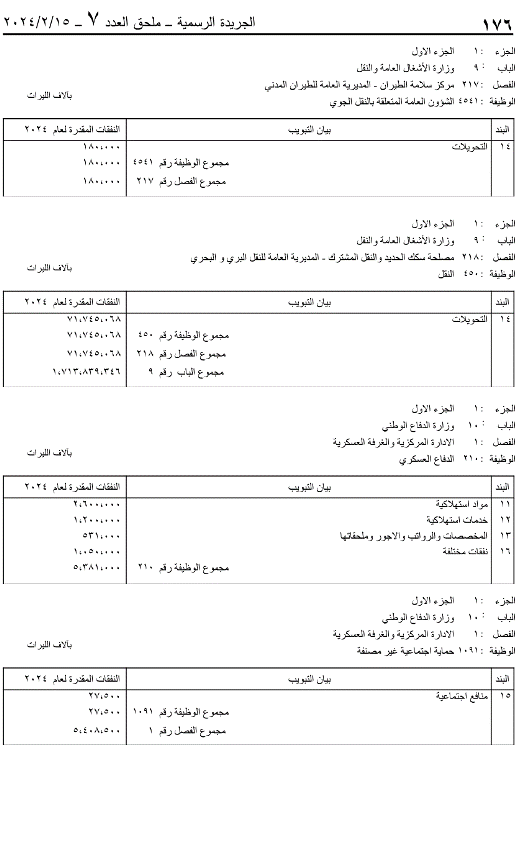 ١٧٦
الجريدة الرسمية – ملحق العدد ٧ – ٢٠٢٤/٢/١٥
الجزء : ١ الجزء الاول
الباب : ٩ وزارة الأشغال العامة والنقل
الفصل : ٢١٧ مركز سلامة الطيران - المديرية العامة للطيران المدني
الوظيفة : ٤٥٤١ الشؤون العامة المتعلقة بالنقل الجوي
بآلاف الليرات
البند بيان التبويب النفقات المقدرة لعام ٢٠٢٤
١٤ التحويلات ١٨٠،٠٠٠
مجموع الوظيفة رقم ٤٥٤١ ١٨٠،٠٠٠
مجموع الفصل رقم ٢١٧ ١٨٠،٠٠٠
الجزء : ١ الجزء الاول
الباب : ٩ وزارة الأشغال العامة والنقل
الفصل : ٢١٨ مصلحة سكك الحديد والنقل المشترك - المديرية العامة للنقل البري و البحري
الوظيفة : ٤٥٠ النقل
بآلاف الليرات
البند بيان التبويب النفقات المقدرة لعام ٢٠٢٤
١٤ التحويلات ٧١،٧٤٥،٠٦٨
مجموع الوظيفة رقم ٤٥٠ ٧١،٧٤٥،٠٦٨
مجموع الفصل رقم ٢١٨ ٧١،٧٤٥،٠٦٨
مجموع الباب رقم ٩ ١،٧١٣،٨٣٩،٣٤٦
الجزء : ١ الجزء الاول
الباب : ١٠ وزارة الدفاع الوطني
الفصل : ١ الادارة المركزية والغرفة العسكرية
الوظيفة : ٢١٠ الدفاع العسكري
بآلاف الليرات
البند بيان التبويب النفقات المقدرة لعام ٢٠٢٤
١١ مواد استهلاكية ٢،٦٠٠،٠٠٠
١٢ خدمات استهلاكية ١،٢٠٠،٠٠٠
١٣ المخصصات والرواتب والاجور وملحقاتها ٥٣١،٠٠٠
١٦ نفقات مختلفة ١،٠٥٠،٠٠٠
مجموع الوظيفة رقم ٢١٠ ٥،٣٨١،٠٠٠
الجزء : ١ الجزء الاول
الباب : ١٠ وزارة الدفاع الوطني
الفصل : ١ الادارة المركزية والغرفة العسكرية
الوظيفة : ١٠٩١ حماية اجتماعية غير مصنفة
بآلاف الليرات
البند بيان التبويب النفقات المقدرة لعام ٢٠٢٤
١٥ منافع اجتماعية ٢٧،٥٠٠
مجموع الوظيفة رقم ١٠٩١ ٢٧،٥٠٠
مجموع الفصل رقم ١ ٥،٤٠٨،٥٠٠